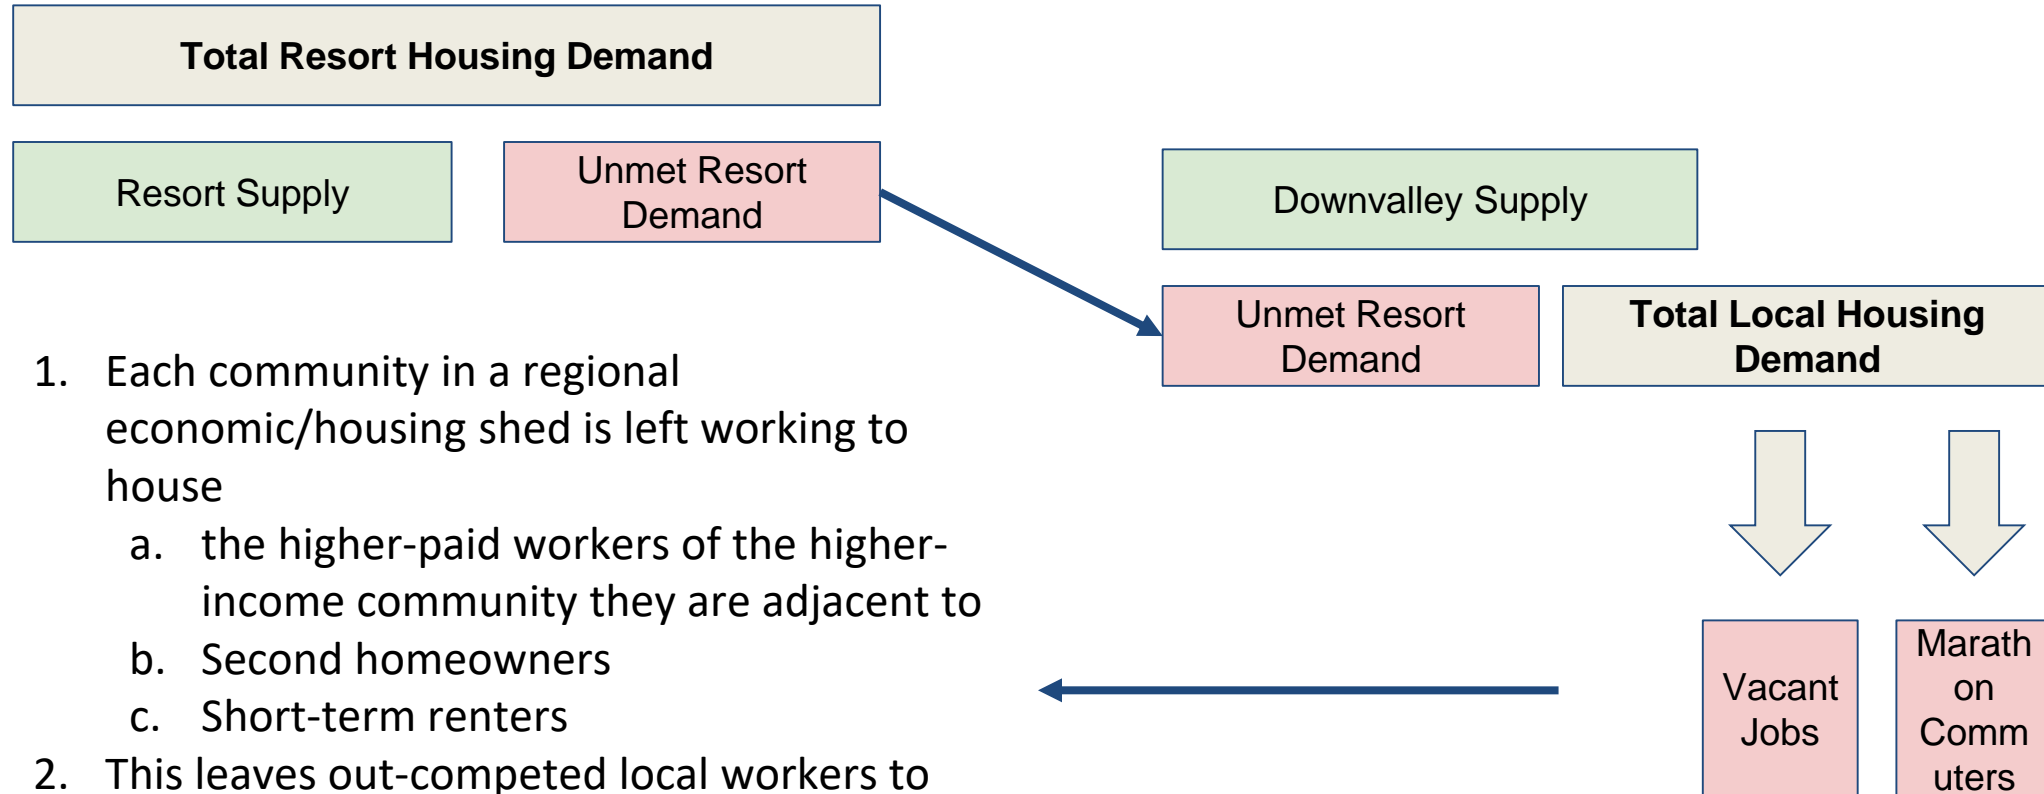 Total Resort Housing Demand
Resort Supply
Unmet Resort
Demand
Downvalley Supply
Unmet Resort
Demand
Total Local Housing
Demand
1. Each community in a regional
economic/housing shed is left working to
house
a. the higher-paid workers of the higher-
income community they are adjacent to
b. Second homeowners
c. Short-term renters
2. This leaves out-competed local workers to
Vacant
Jobs
Marath
on
Comm
uters